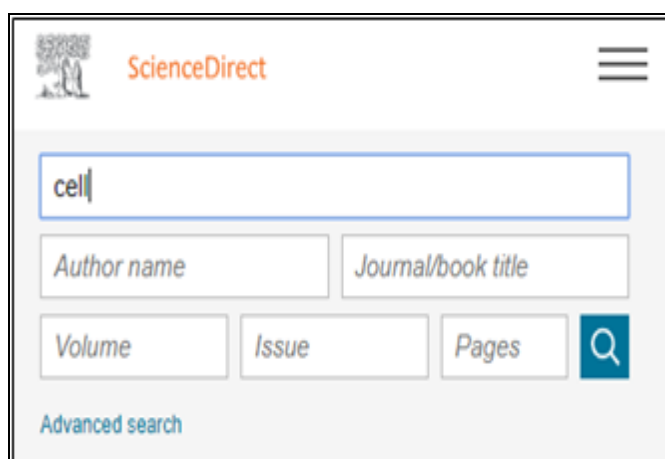 ScienceDirect
cell
Author name Journal/book title
Volume Issue Pages
Advanced search